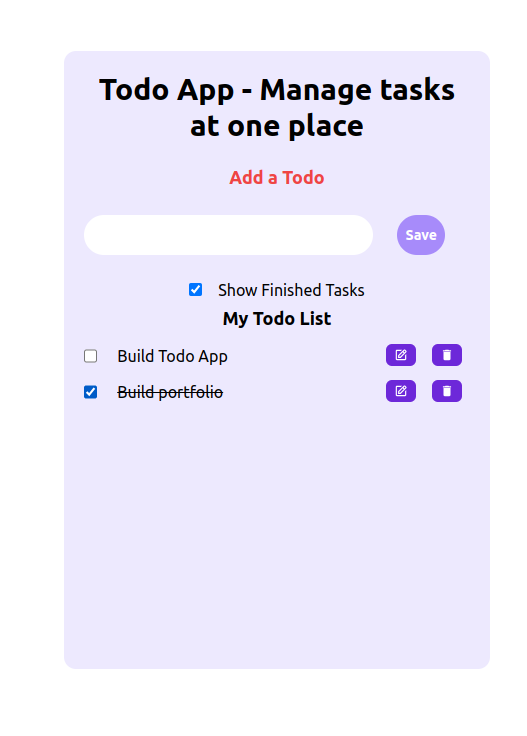 Todo App - Manage tasks
at one place
Add a Todo
Save
Show Finished Tasks
My Todo List
Build Todo App
Build portfolio